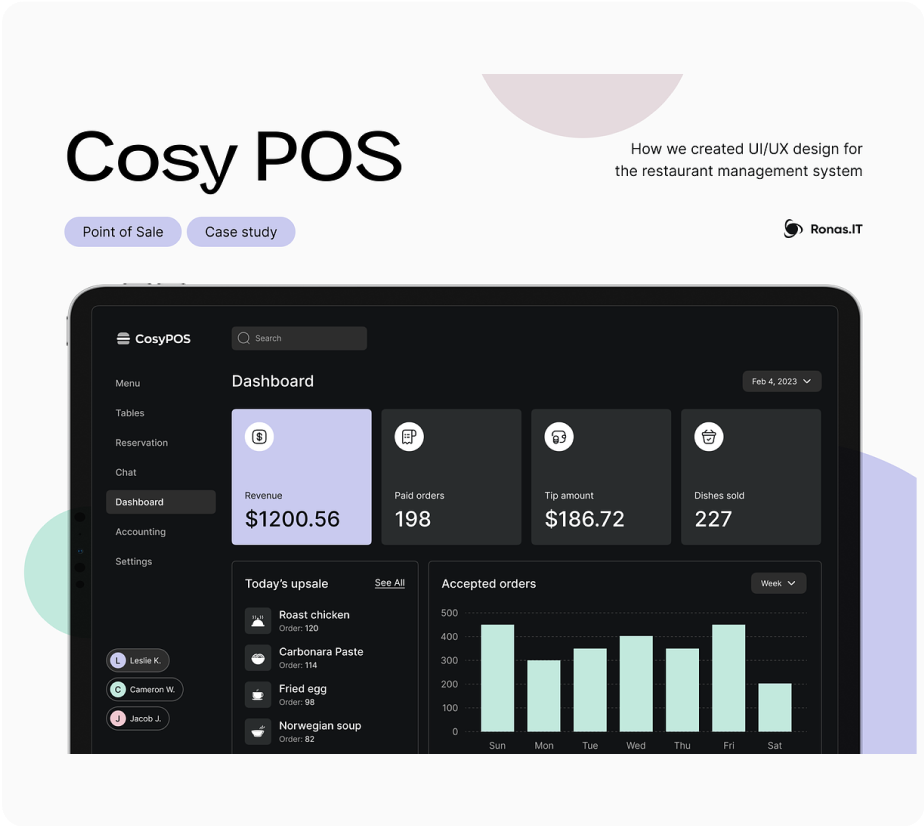 Cosy POS
How we created UI/UX design for
the restaurant management system
Point of Sale
Case study
Ronas.IT
CosyPOS
Search
Menu
Tables
Reservation
Chat
Dashboard
Accounting
Settings
L Leslie K.
C Cameron W.
J Jacob J.
Dashboard
Feb 4, 2023
$
Revenue
$1200.56
Paid orders
198
Tip amount
$186.72
Dishes sold
227
Today’s upsale
See All
Roast chicken
Order: 120
Carbonara Paste
Order: 114
Fried egg
Order: 98
Norwegian soup
Order: 82
Accepted orders
Week
500
400
300
200
100
0
Sun Mon Tue Wed Thu Fri Sat